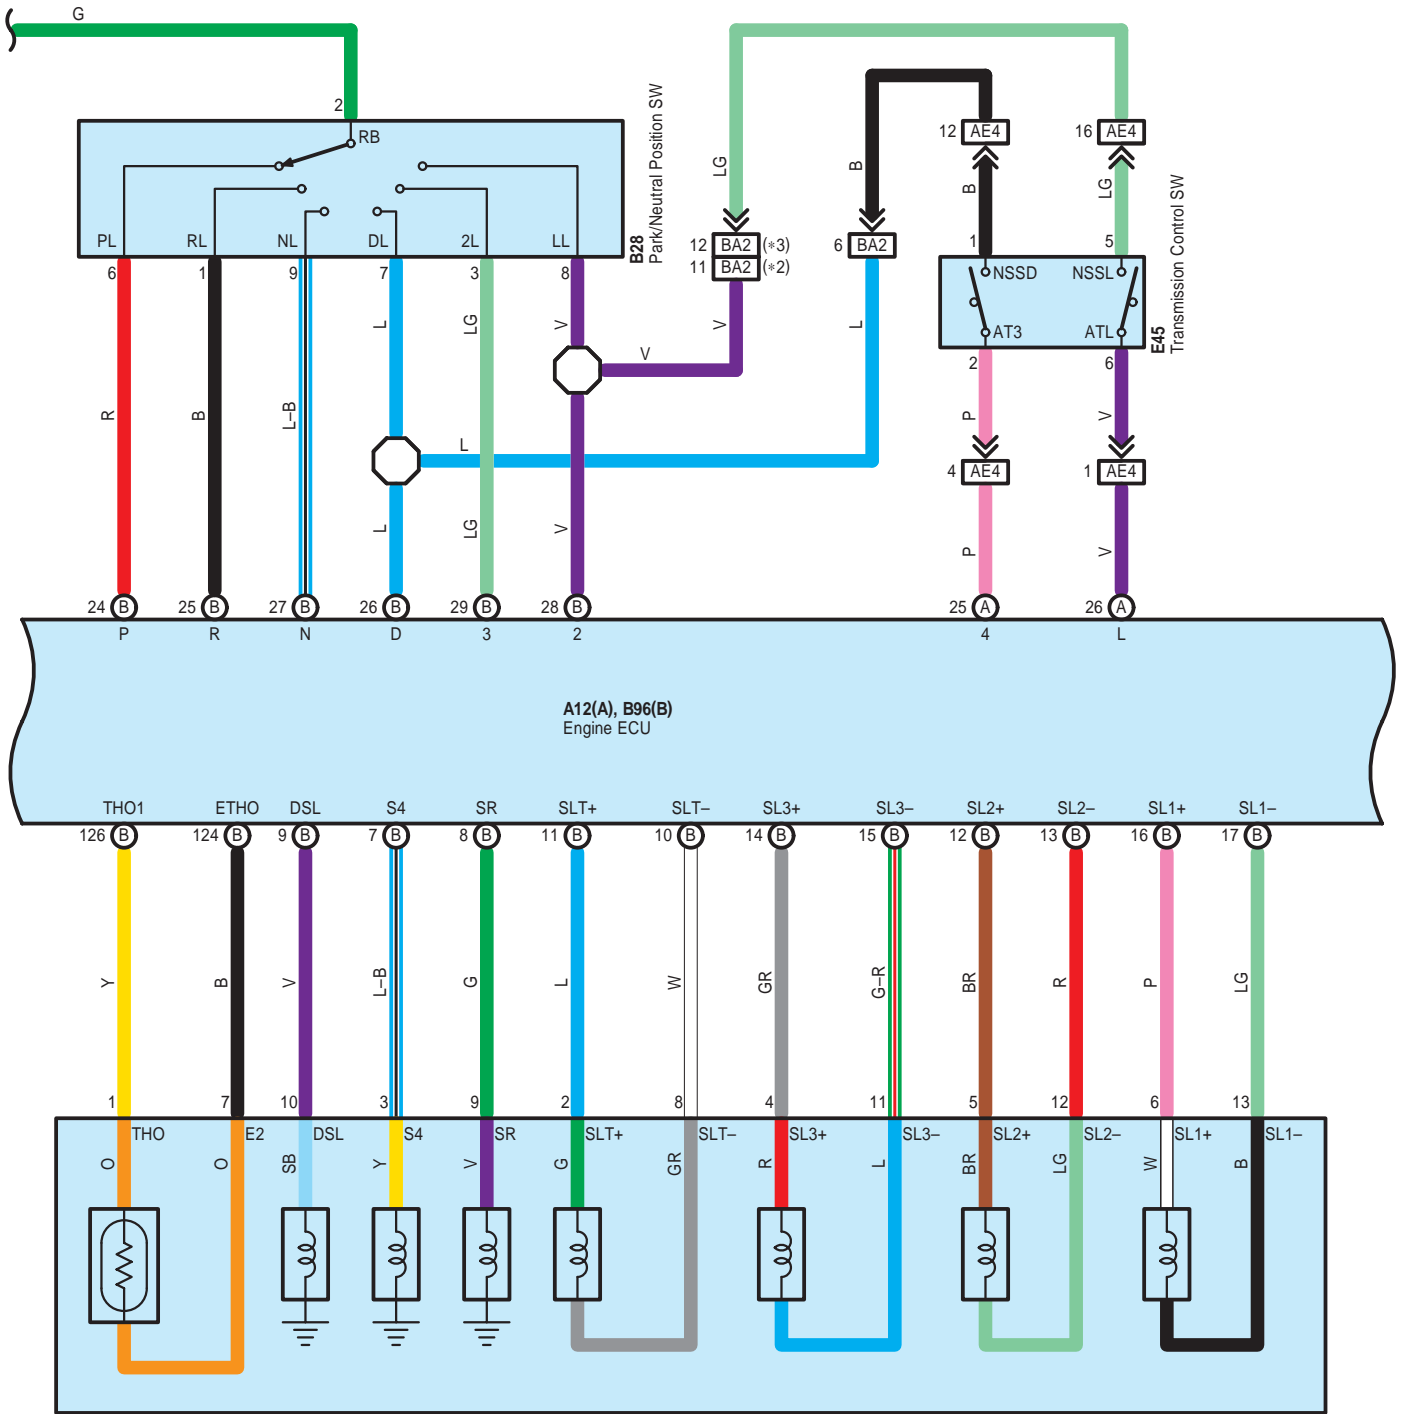 G
2
RB
PL RL NL DL 2L LL
B28
Park/Neutral Position SW
6 1 9 7 3 8
R B L–B L LG V
L LG V
V
L
LG
12 BA2 (*3)
11 BA2 (*2)
V
B
6 BA2
L
12 AE4
16 AE4
B LG
1 5
NSSD NSSL
AT3 ATL
E45
Transmission Control SW
2 6
P V
4 AE4
1 AE4
P V
24 B 25 B 27 B 26 B 29 B 28 B 25 A 26 A
P R N D 3 2 4 L
A12(A), B96(B)
Engine ECU
THO1 ETHO DSL S4 SR SLT+ SLT– SL3+ SL3– SL2+ SL2– SL1+ SL1–
126 B 124 B 9 B 7 B 8 B 11 B 10 B 14 B 15 B 12 B 13 B 16 B 17 B
Y B V L–B G L W GR G–R BR R P LG
1 7 10 3 9 2 8 4 11 5 12 6 13
THO E2 DSL S4 SR SLT+ SLT– SL3+ SL3– SL2+ SL2– SL1+ SL1–
O O SB Y V G GR R L BR LG W B